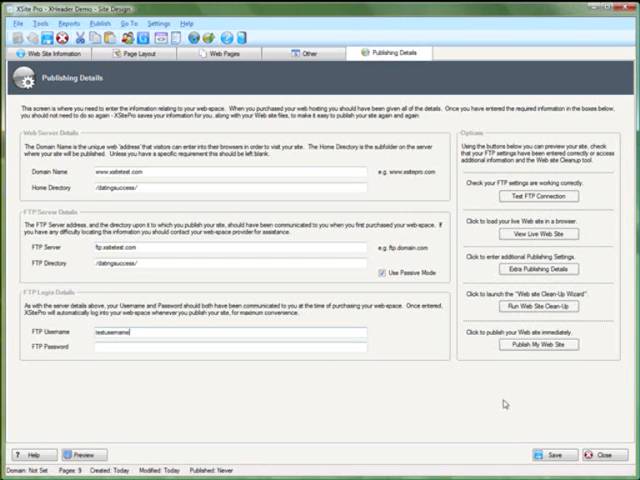 XSite Pro - XHeader Demo - Site Design
File Tools Reports Publish Go To Settings Help
Web Site Information Page Layout Web Pages Other Publishing Details
Publishing Details
This screen is where you need to enter the information relating to your web-space. When you purchased your web hosting you should have been given all of the details. Once you have entered the required information in the boxes below, you should not need to do so again - XSitePro saves your information for you, along with your Web site files, to make it easy to publish your site again and again.
Web Server Details
The Domain Name is the unique web 'address' that visitors can enter into their browsers in order to visit your site. The Home Directory is the subfolder on the server
where your site will be published. Unless you have a specific requirement this should be left blank.
Domain Name www.xsitetest.com e.g. www.xsitepro.com
Home Directory /datingsuccess/
FTP Server Details
The FTP Server address, and the directory upon it to which you publish your site, should have been communicated to you when you first purchased your web-space. If
you have any difficulty locating this information you should contact your web-space provider for assistance.
FTP Server ftp.xsitetest.com e.g. ftp.domain.com
FTP Directory /datingsuccess/
Use Passive Mode
FTP Login Details
As with the server details above, your Username and Password should both have been communicated to you at the time of purchasing your web-space. Once entered,
XSitePro will automatically log into your web-space whenever you publish your site, for maximum convenience.
FTP Username testusername
FTP Password
Options
Using the buttons below you can preview your site, check
that your FTP settings have been entered correctly or access
additional information and the Web site Cleanup tool.
Check your FTP settings are working correctly.
Test FTP Connection
Click to load your live Web site in a browser.
View Live Web Site
Click to enter additional Publishing Settings.
Extra Publishing Details
Click to launch the "Web site Clean-Up Wizard".
Run Web Site Clean-Up
Click to publish your Web site immediately.
Publish My Web Site
? Help Preview Save Close
Domain: Not Set Pages: 9 Created: Today Modified: Today Published: Never